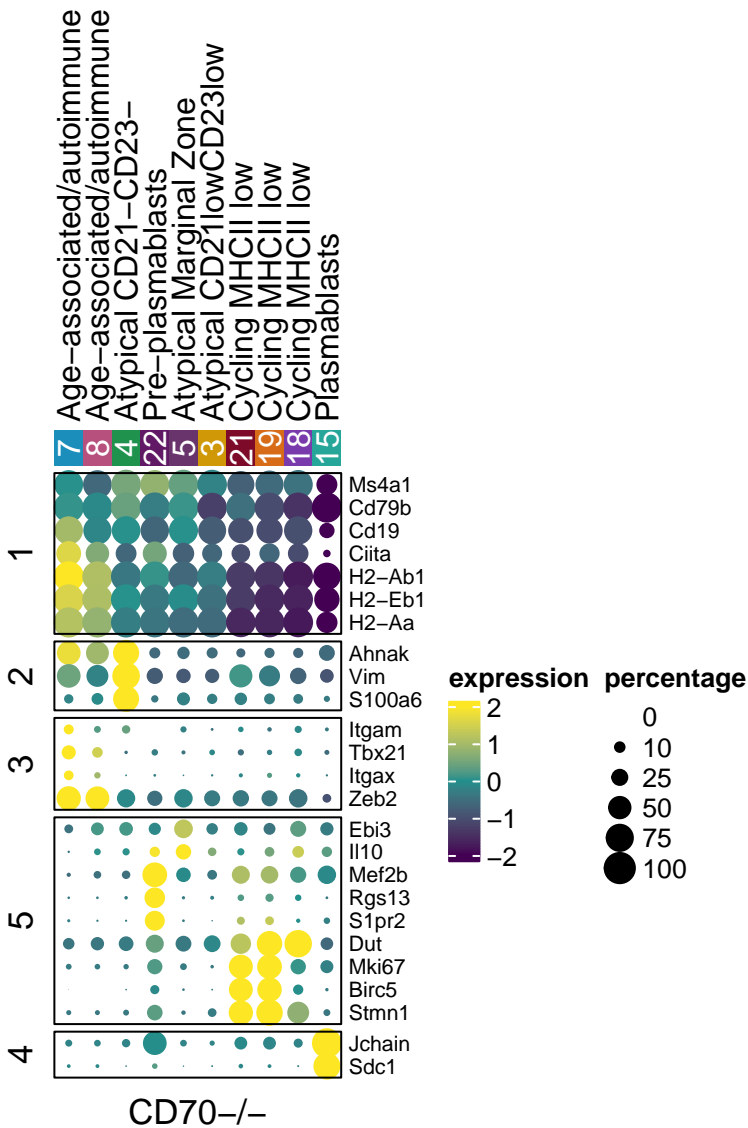 Age−associated/autoimmune
Age−associated/autoimmune
Atypical CD21−CD23−
Pre−plasmablasts
Atypical Marginal Zone
Atypical CD21lowCD23low
Cycling MHCII low
Cycling MHCII low
Cycling MHCII low
Plasmablasts
7 8 4 22 5 3 21 19 18 15
1
Ms4a1
Cd79b
Cd19
Ciita
H2−Ab1
H2−Eb1
H2−Aa
2
Ahnak
Vim
S100a6
3
Itgam
Tbx21
Itgax
Zeb2
5
Ebi3
Il10
Mef2b
Rgs13
S1pr2
Dut
Mki67
Birc5
Stmn1
4
Jchain
Sdc1
CD70−/−
expression
2
1
0
−1
−2
percentage
0
10
25
50
75
100